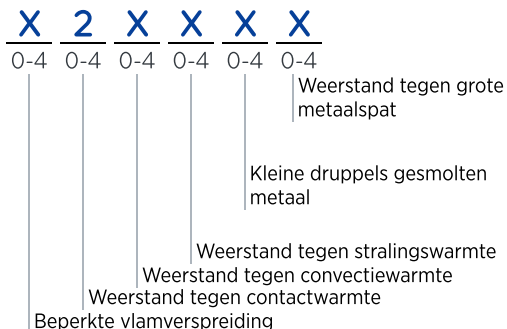 X 2 X X X X
0-4 0-4 0-4 0-4 0-4 0-4
Weerstand tegen grote
metaalspat
Kleine druppels gesmolten
metaal
Weerstand tegen stralingswarmte
Weerstand tegen convectiewarmte
Weerstand tegen contactwarmte
Beperkte vlamverspreiding